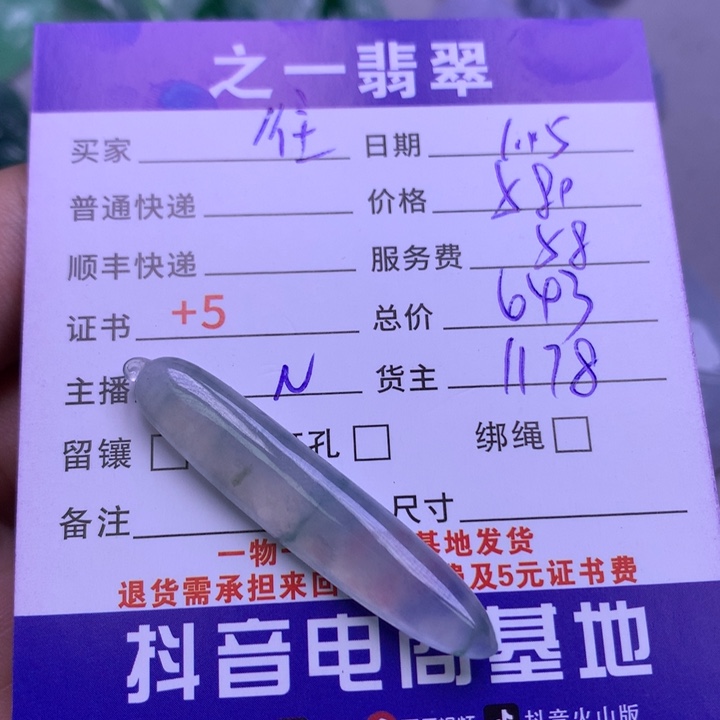 之一翡翠
买家 日期 1.15
普通快递 价格 580
顺丰快递 服务费 58
证书 +5 总价 643
主播 N 货主 1178
留镶 孔 绑绳
备注 尺寸
一物一 基地发货
退货需承担来回 及5元证书费
抖音电商基地
抖音火山版